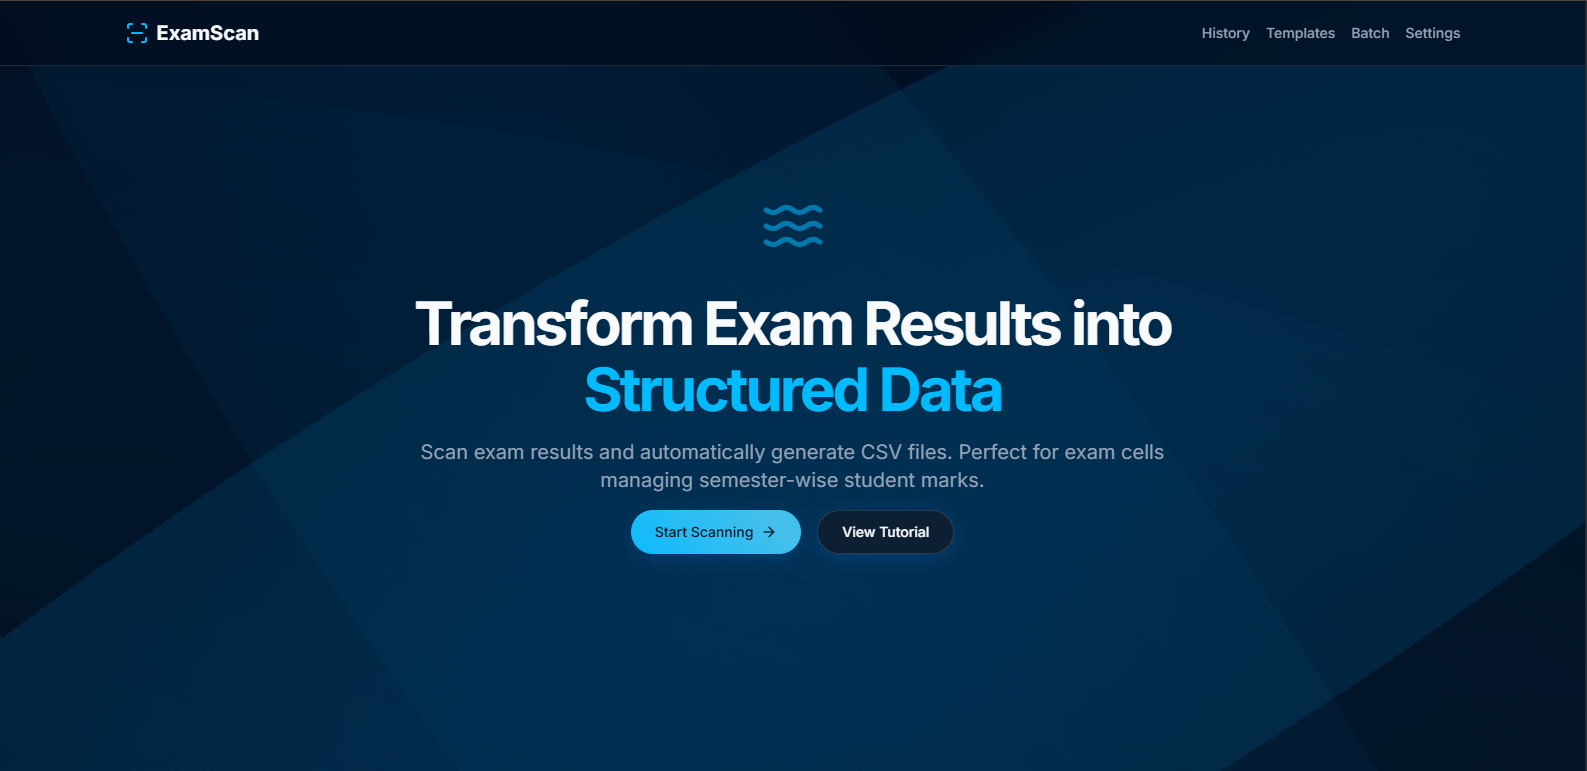 ExamScan
History Templates Batch Settings
Transform Exam Results into
Structured Data
Scan exam results and automatically generate CSV files. Perfect for exam cells
managing semester-wise student marks.
Start Scanning →
View Tutorial